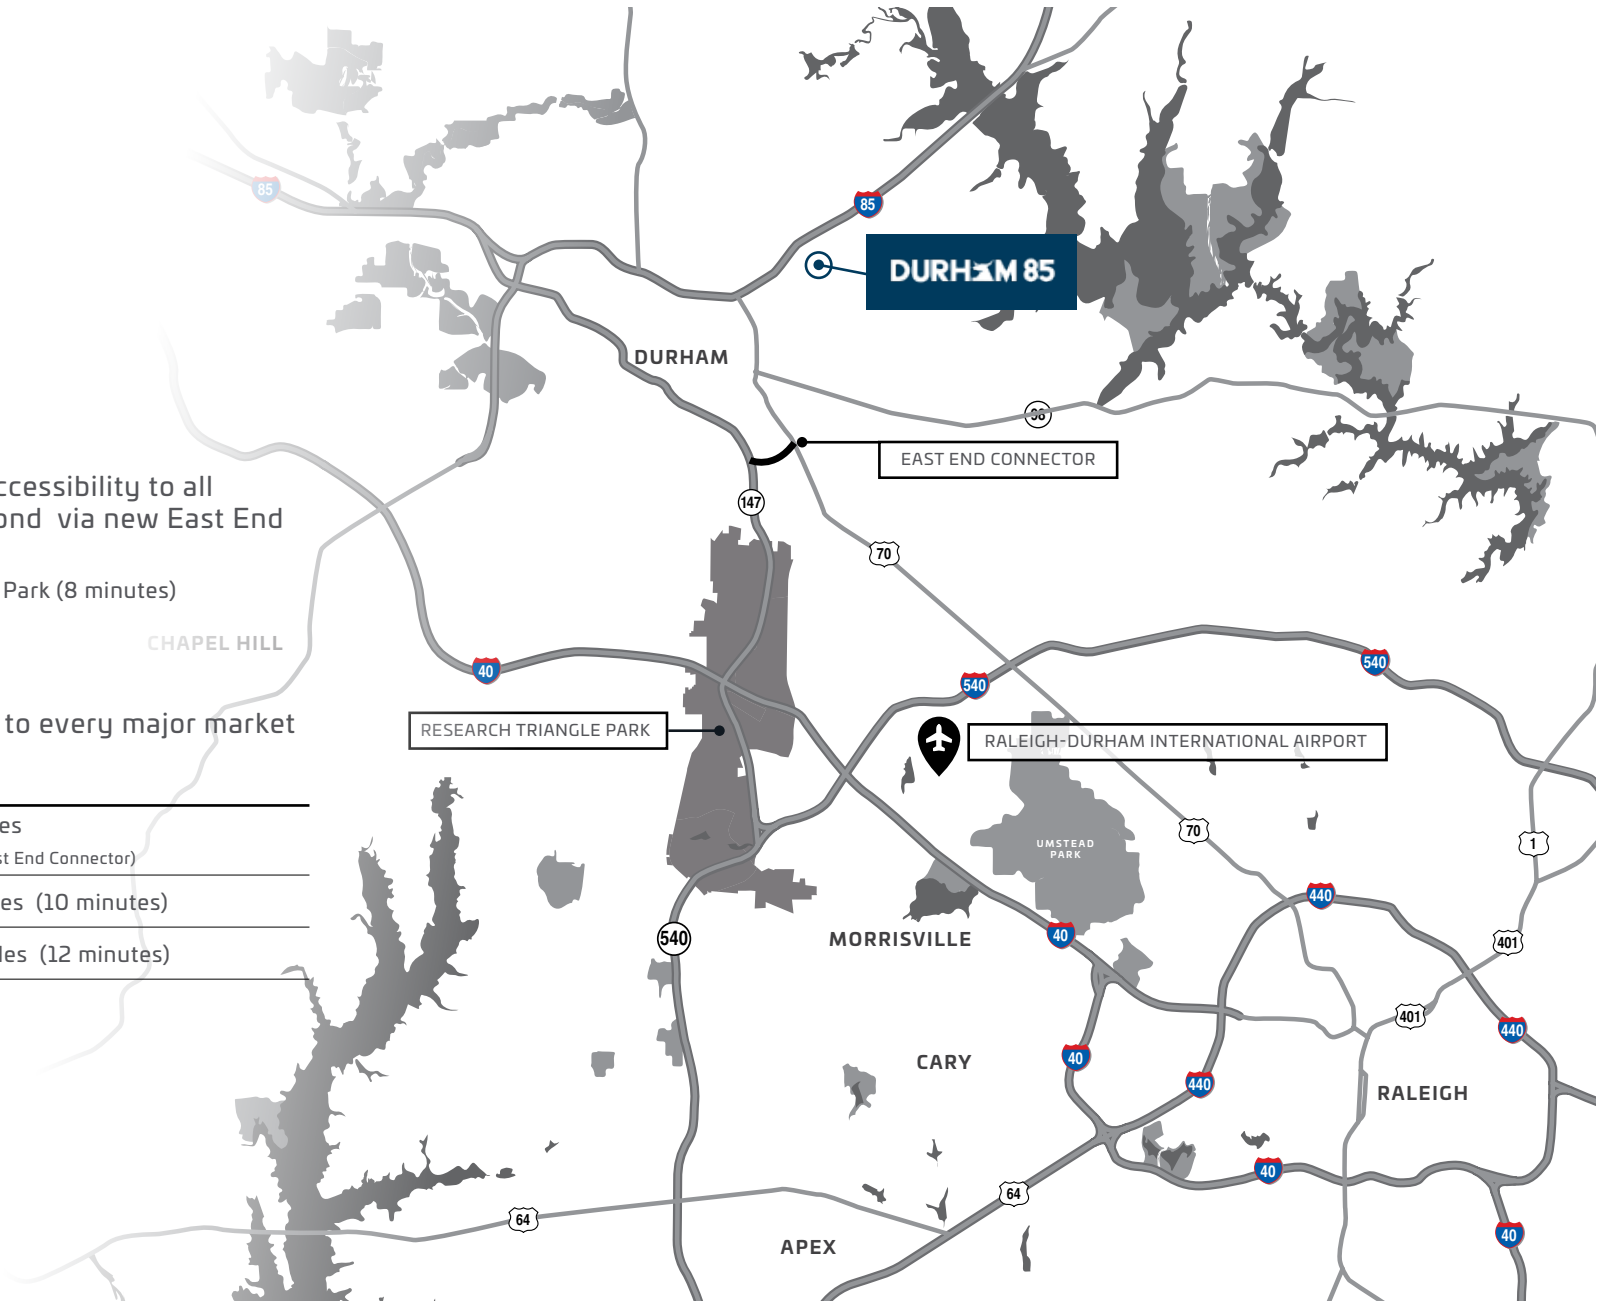 85
85
DURHAM 85
DURHAM
98
EAST END CONNECTOR
147
70
ccessibility to all
ond via new East End
Park (8 minutes)
CHAPEL HILL
40
540
540
to every major market
RESEARCH TRIANGLE PARK
RALEIGH-DURHAM INTERNATIONAL AIRPORT
es
st End Connector)
70
1
UMSTEAD
PARK
es (10 minutes)
440
les (12 minutes)
540
MORRISVILLE
40
401
401
440
CARY
40
440
RALEIGH
40
64
64
40
APEX